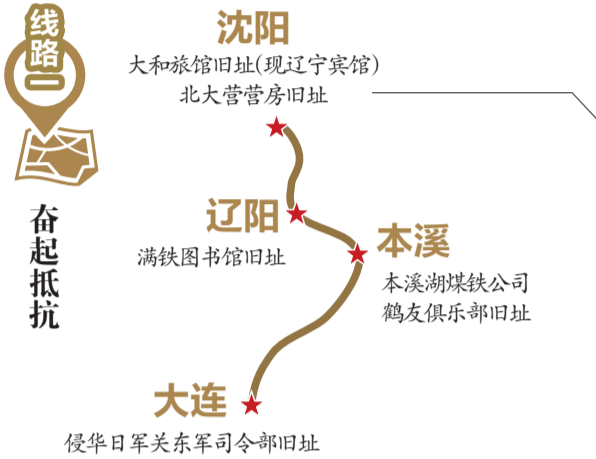 线路一
奋起抵抗
沈阳
大和旅馆旧址(现辽宁宾馆)
北大营营房旧址
辽阳
满铁图书馆旧址
本溪
本溪湖煤铁公司
鹤友俱乐部旧址
大连
侵华日军关东军司令部旧址